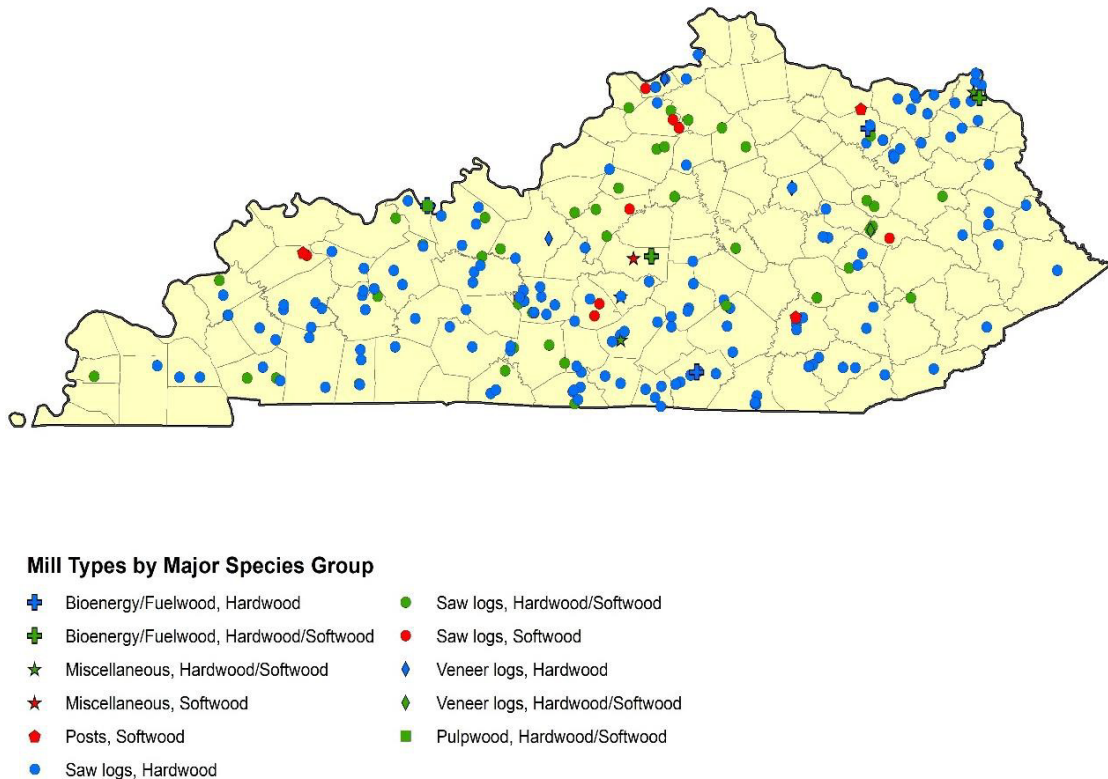 Mill Types by Major Species Group
Bioenergy/Fuelwood, Hardwood
Bioenergy/Fuelwood, Hardwood/Softwood
Miscellaneous, Hardwood/Softwood
Miscellaneous, Softwood
Posts, Softwood
Saw logs, Hardwood
Saw logs, Hardwood/Softwood
Saw logs, Softwood
Veneer logs, Hardwood
Veneer logs, Hardwood/Softwood
Pulpwood, Hardwood/Softwood